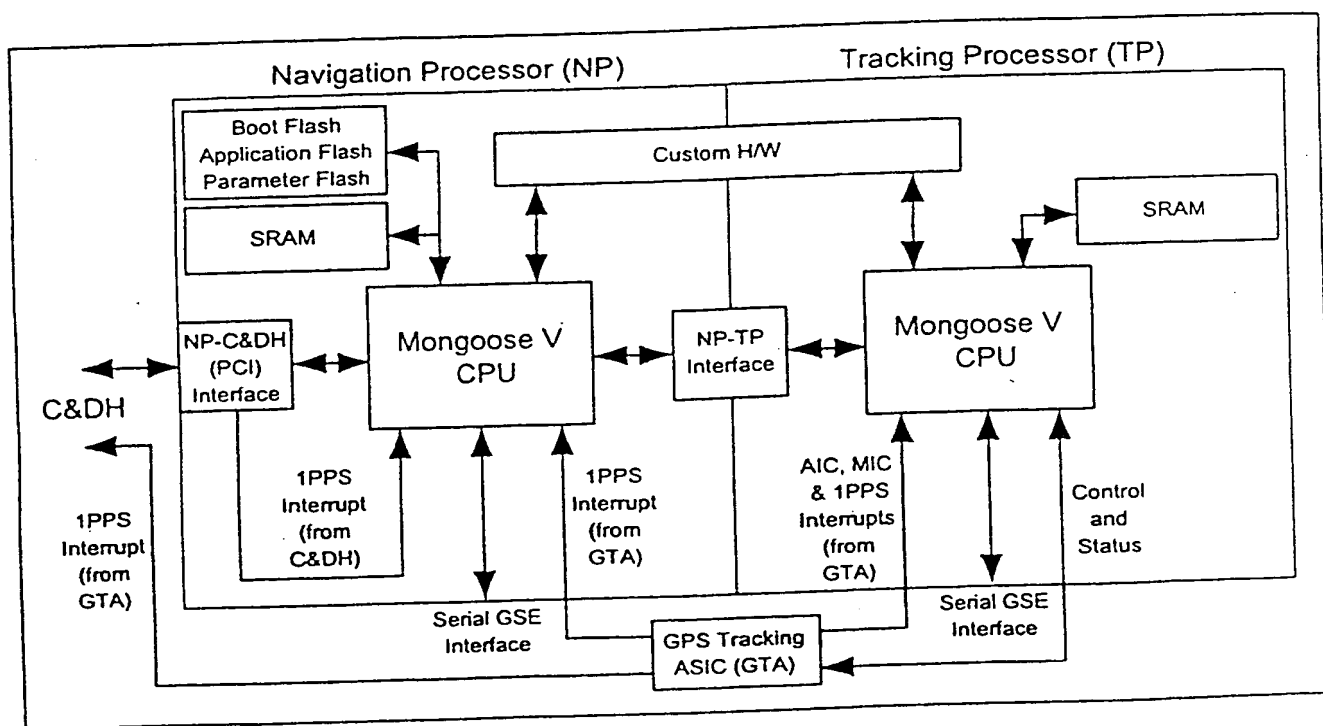 Navigation Processor (NP)
Tracking Processor (TP)
Boot Flash
Application Flash
Parameter Flash
Custom H/W
SRAM
SRAM
NP-C&DH
(PCI)
Interface
Mongoose V
CPU
NP-TP
Interface
Mongoose V
CPU
C&DH
1PPS
Interrupt
(from
GTA)
1PPS
Interrupt
(from
C&DH)
1PPS
Interrupt
(from
GTA)
AIC, MIC
& 1PPS
Interrupts
(from
GTA)
Control
and
Status
Serial GSE
Interface
GPS Tracking
ASIC (GTA)
Serial GSE
Interface